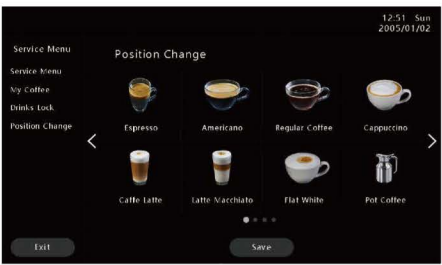 12:51 Sun
2005/01/02
Service Menu
Position Change
Service Menu
My Coffee
Drinks Lock
Position Change
Espresso
Americano
Regular Coffee
Cappuccino
Caffe Latte
Latte Macchiato
Flat White
Pot Coffee
Exit
Save